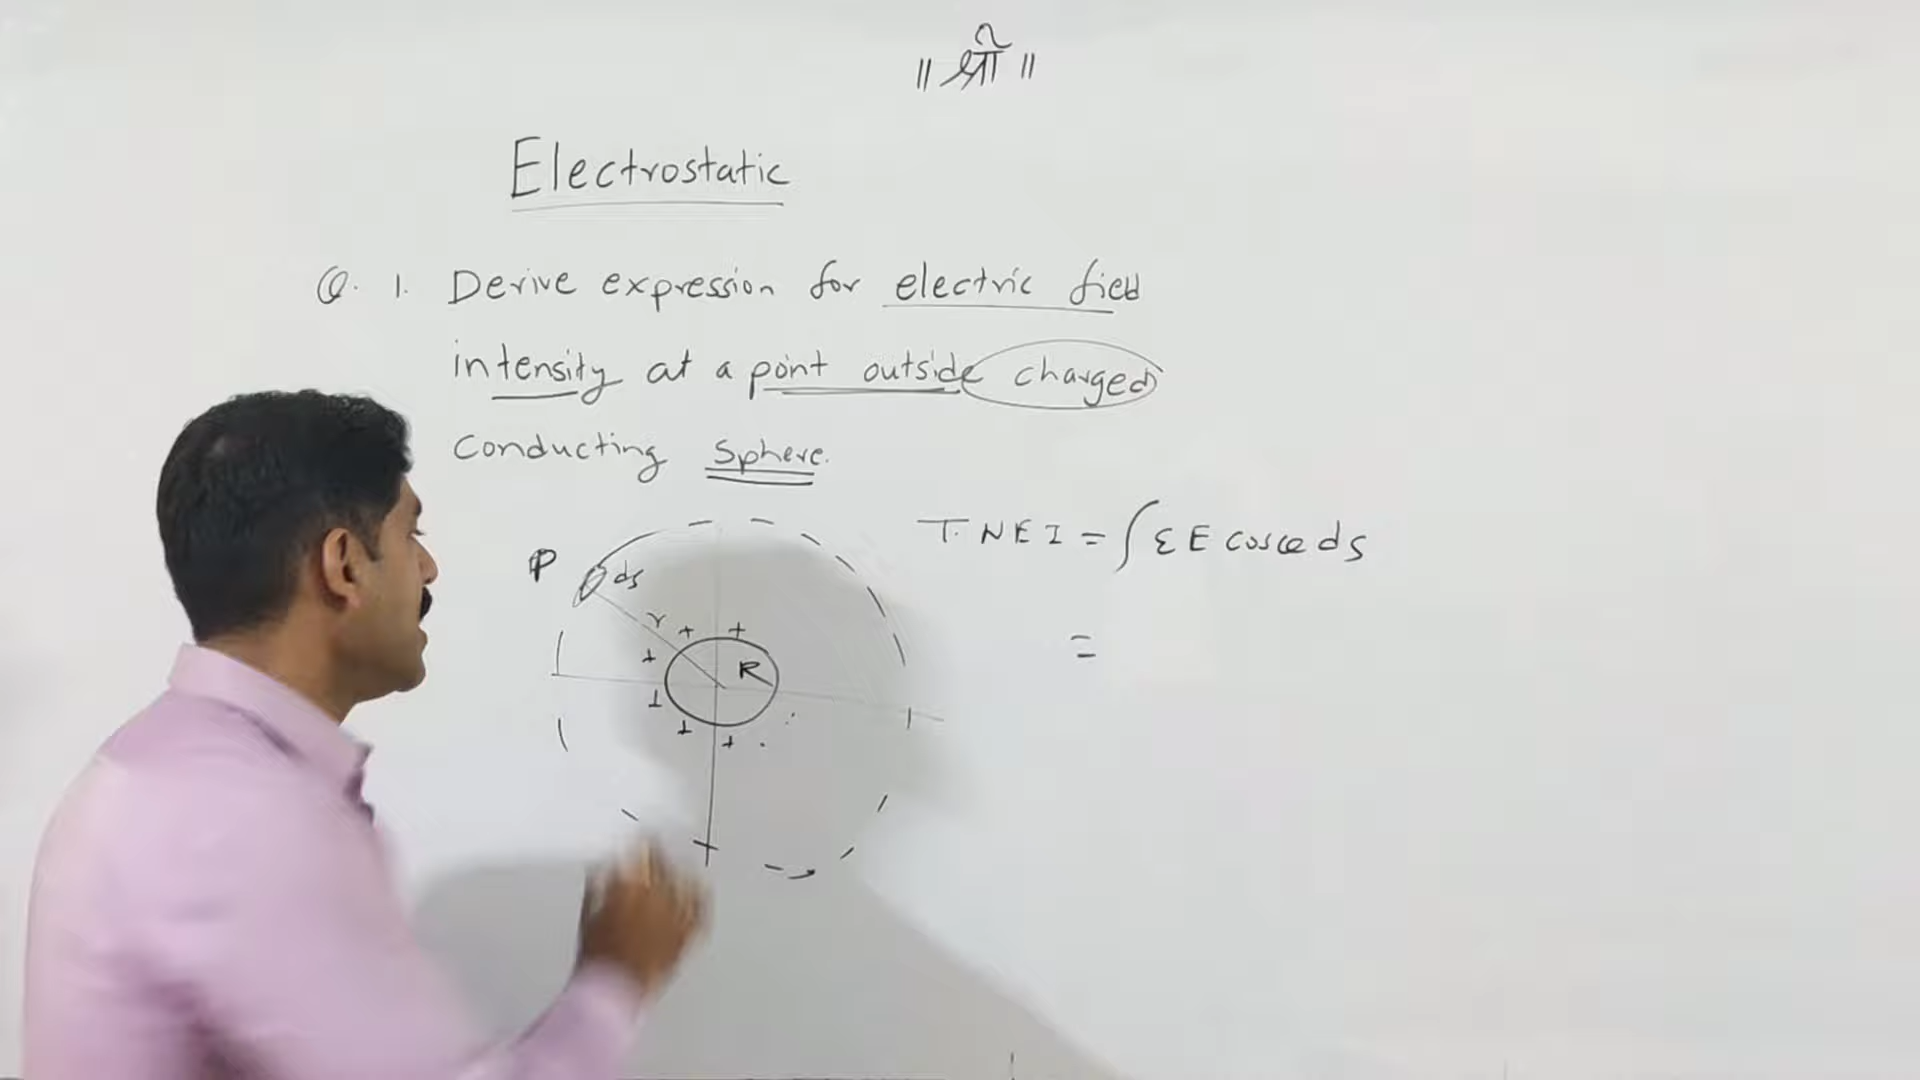 ॥ श्री ॥
Electrostatic
Q. 1. Derive expression for electric field
intensity at a point outside charged
Conducting Sphere.
T. N E I = ∫ ε E cosθ ds
=
P
ds
r
+ +
+
R
+
+ +